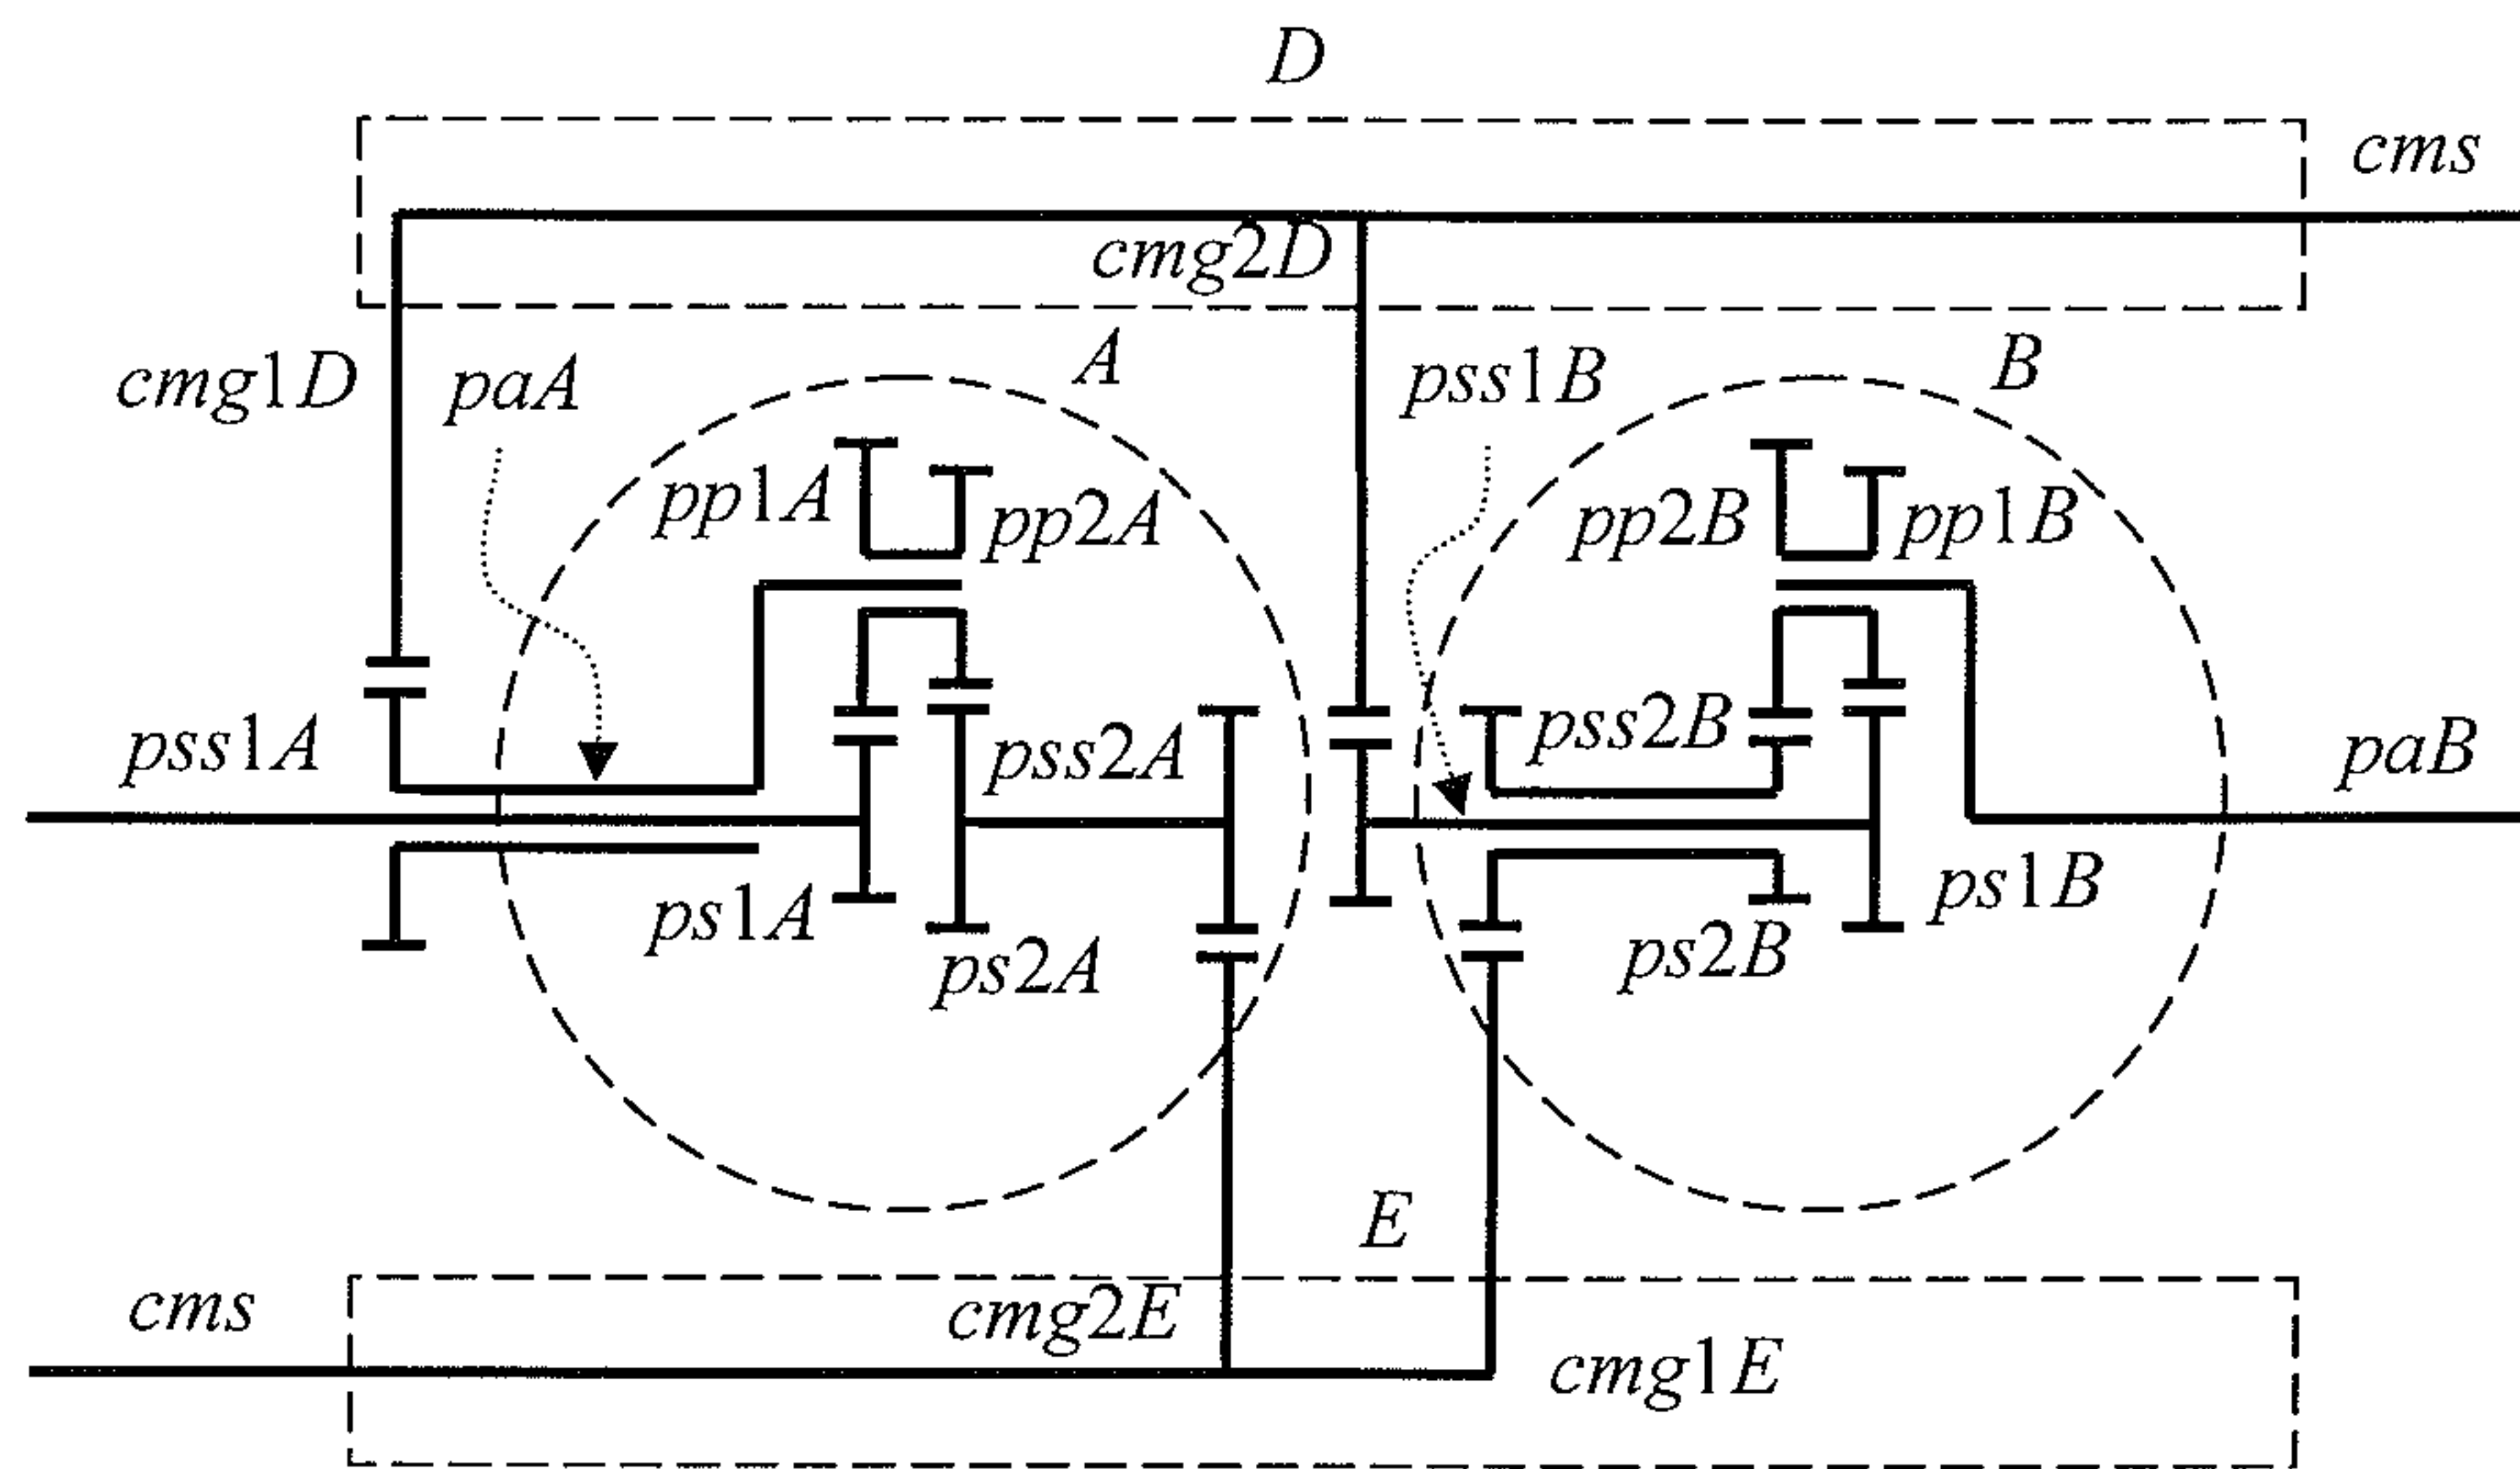 D
cms
cmg2D
A
pss1B
B
cmg1D
paA
pp1A
pp2A
pp2B
pp1B
pss1A
pss2A
pss2B
paB
ps1A
ps1B
ps2A
ps2B
E
cms
cmg2E
cmg1E